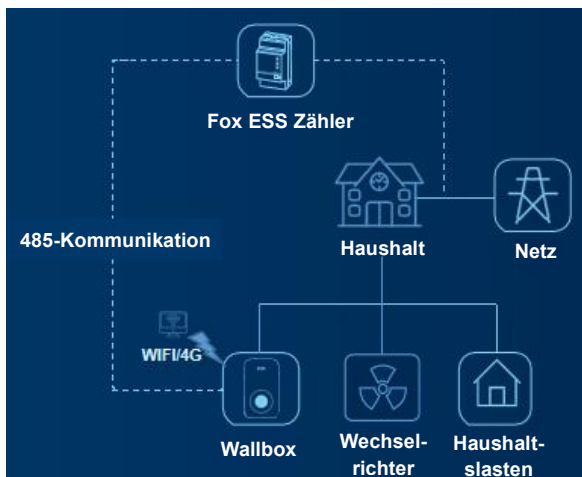 Fox ESS Zähler
485-Kommunikation
Haushalt
Netz
WIFI/4G
Wallbox
Wechsel-
richter
Haushalt-
slasten